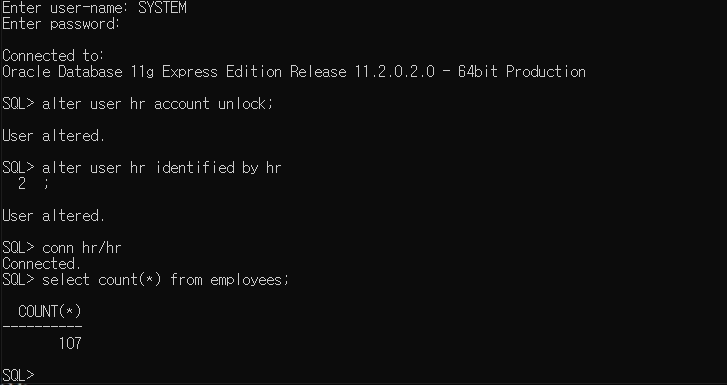 Enter user-name: SYSTEM
Enter password:
Connected to:
Oracle Database 11g Express Edition Release 11.2.0.2.0 - 64bit Production
SQL> alter user hr account unlock;
User altered.
SQL> alter user hr identified by hr
  2  ;
User altered.
SQL> conn hr/hr
Connected.
SQL> select count(*) from employees;
  COUNT(*)
----------
       107
SQL>